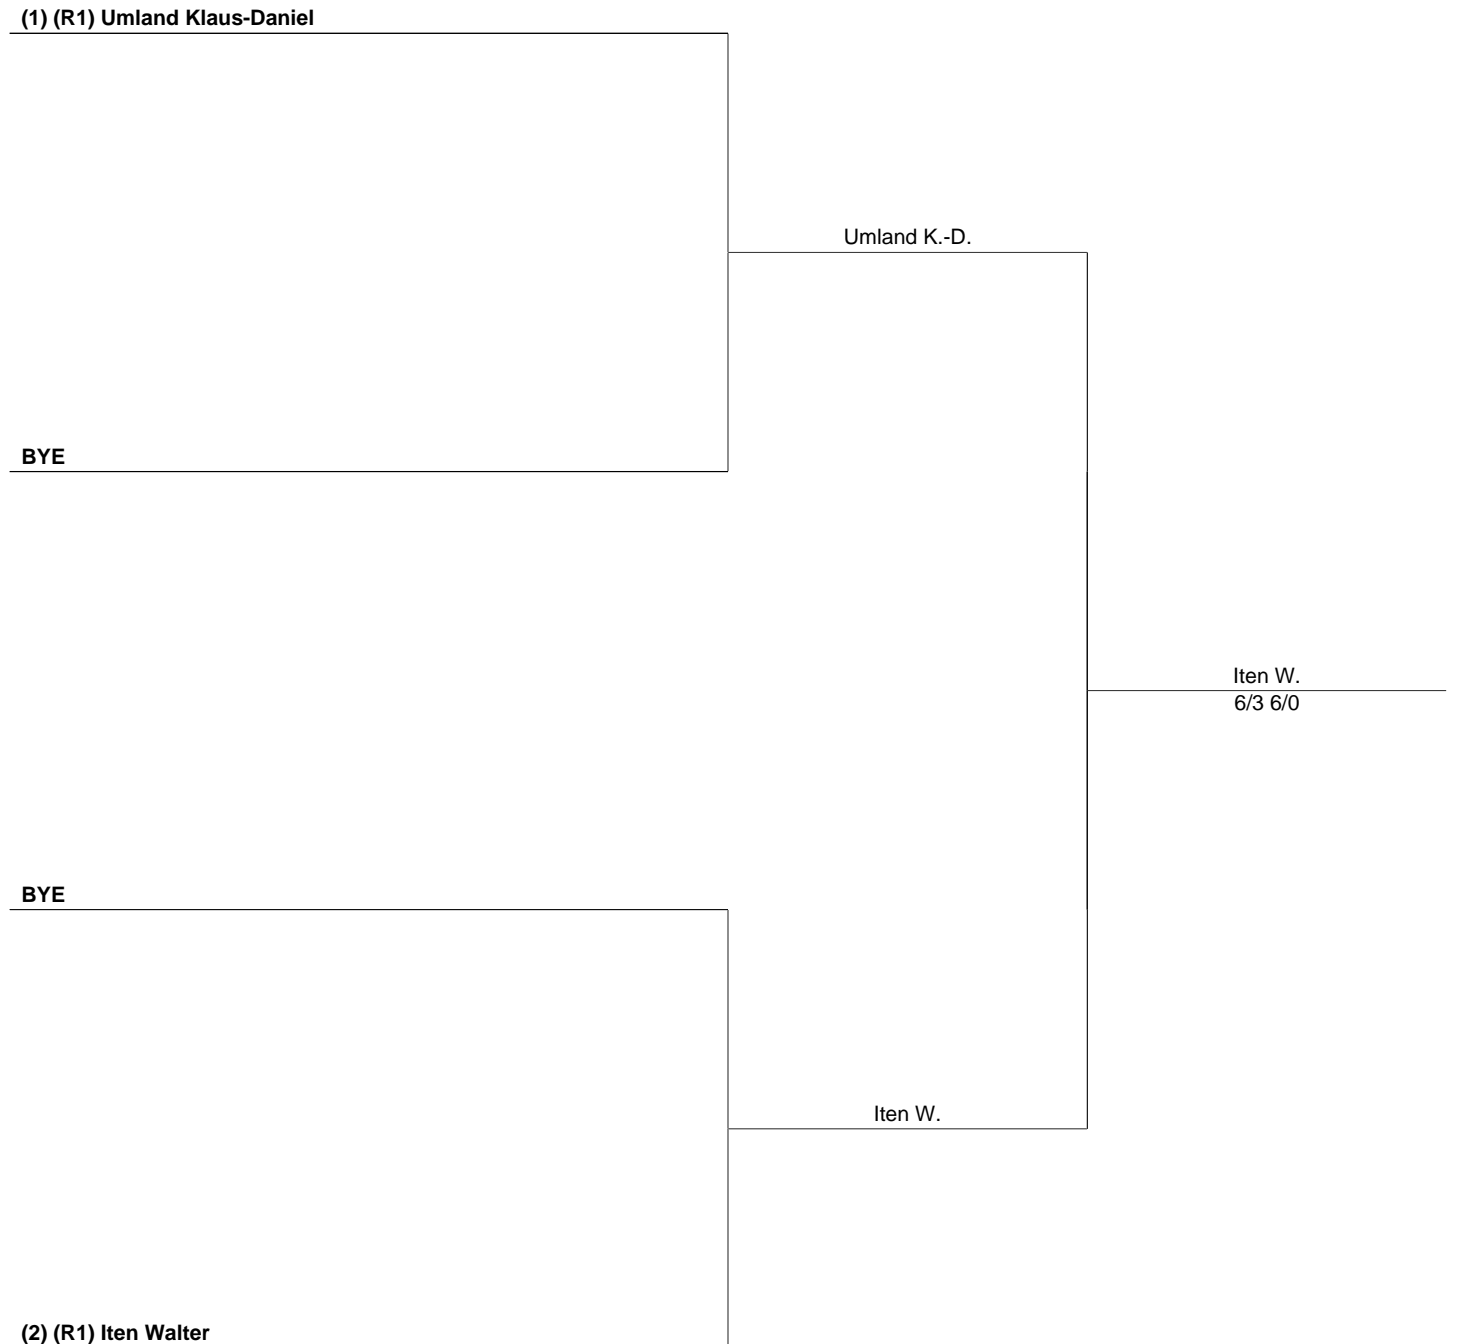 (1) (R1) Umland Klaus-Daniel
Umland K.-D.
BYE
Iten W.
6/3 6/0
BYE
Iten W.
(2) (R1) Iten Walter